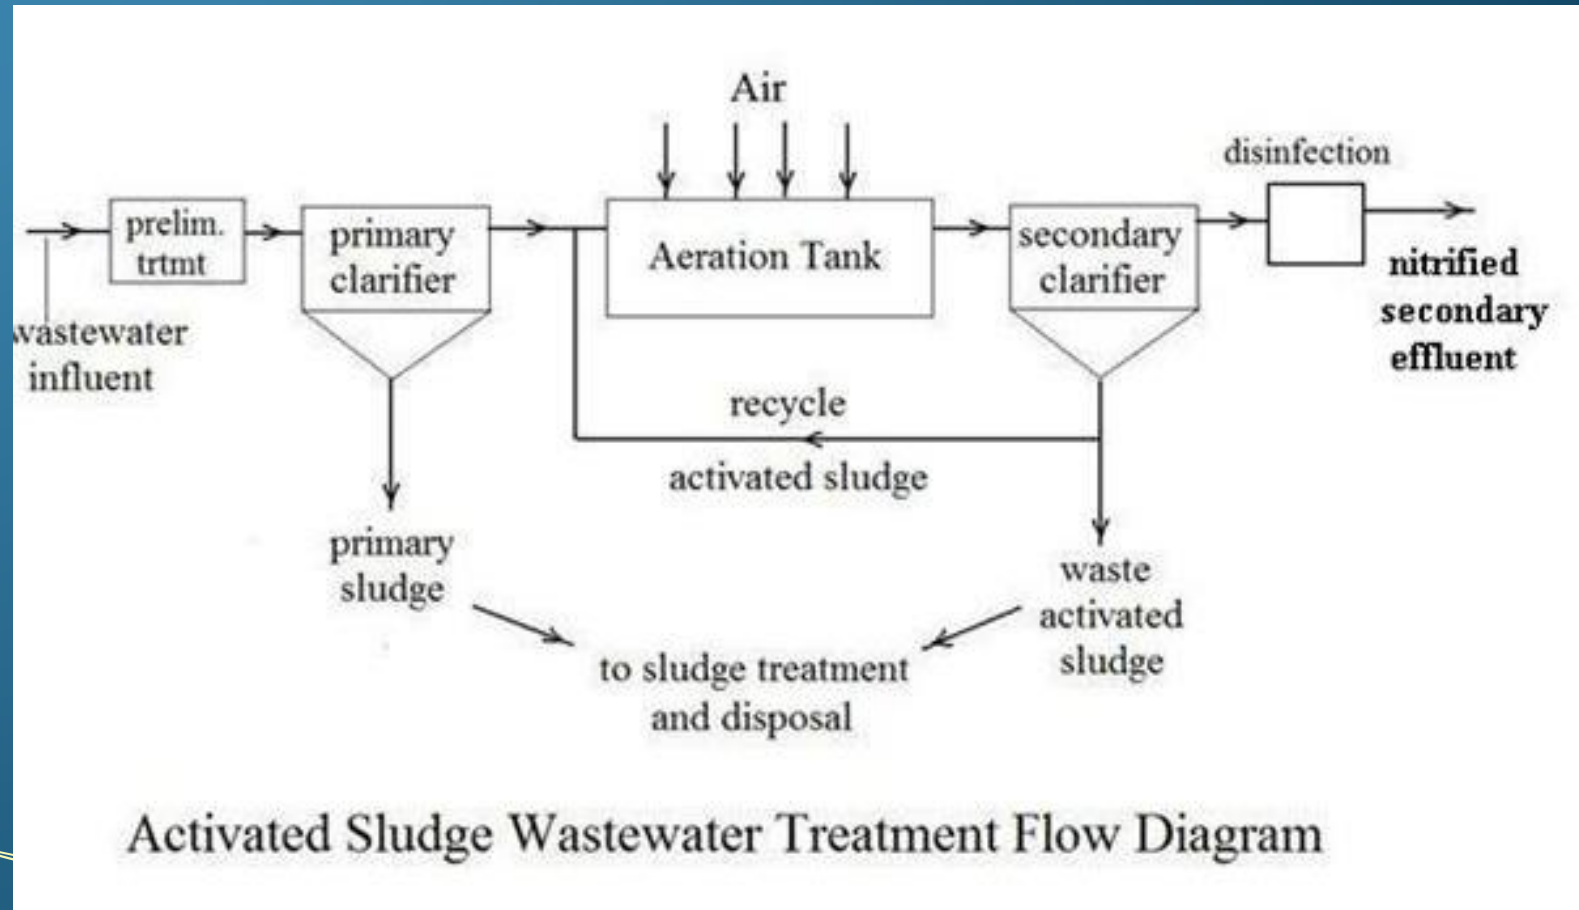 Air
disinfection
prelim.
trtmt
primary
clarifier
Aeration Tank
secondary
clarifier
nitrified
secondary
effluent
wastewater
influent
recycle
activated sludge
primary
sludge
waste
activated
sludge
to sludge treatment
and disposal
Activated Sludge Wastewater Treatment Flow Diagram